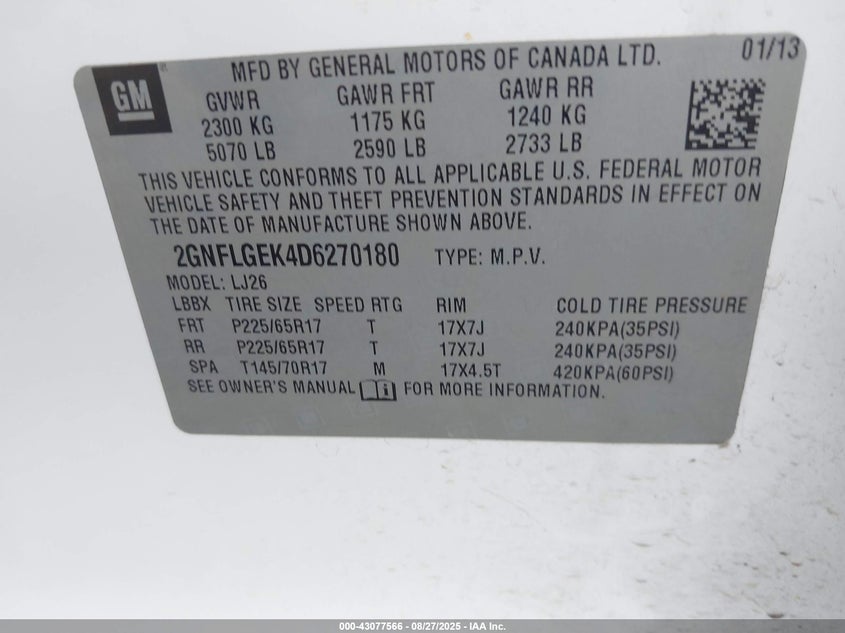 GM
MFD BY GENERAL MOTORS OF CANADA LTD. 01/13
GVWR GAWR FRT GAWR RR
2300 KG 1175 KG 1240 KG
5070 LB 2590 LB 2733 LB
THIS VEHICLE CONFORMS TO ALL APPLICABLE U.S. FEDERAL MOTOR
VEHICLE SAFETY AND THEFT PREVENTION STANDARDS IN EFFECT ON
THE DATE OF MANUFACTURE SHOWN ABOVE.
2GNFLGEK4D6270180 TYPE: M.P.V.
MODEL: LJ26
LBBX TIRE SIZE SPEED RTG RIM COLD TIRE PRESSURE
FRT P225/65R17 T 17X7J 240KPA(35PSI)
RR P225/65R17 T 17X7J 240KPA(35PSI)
SPA T145/70R17 M 17X4.5T 420KPA(60PSI)
SEE OWNER'S MANUAL FOR MORE INFORMATION.
000-43077566 - 08/27/2025 - IAA Inc.